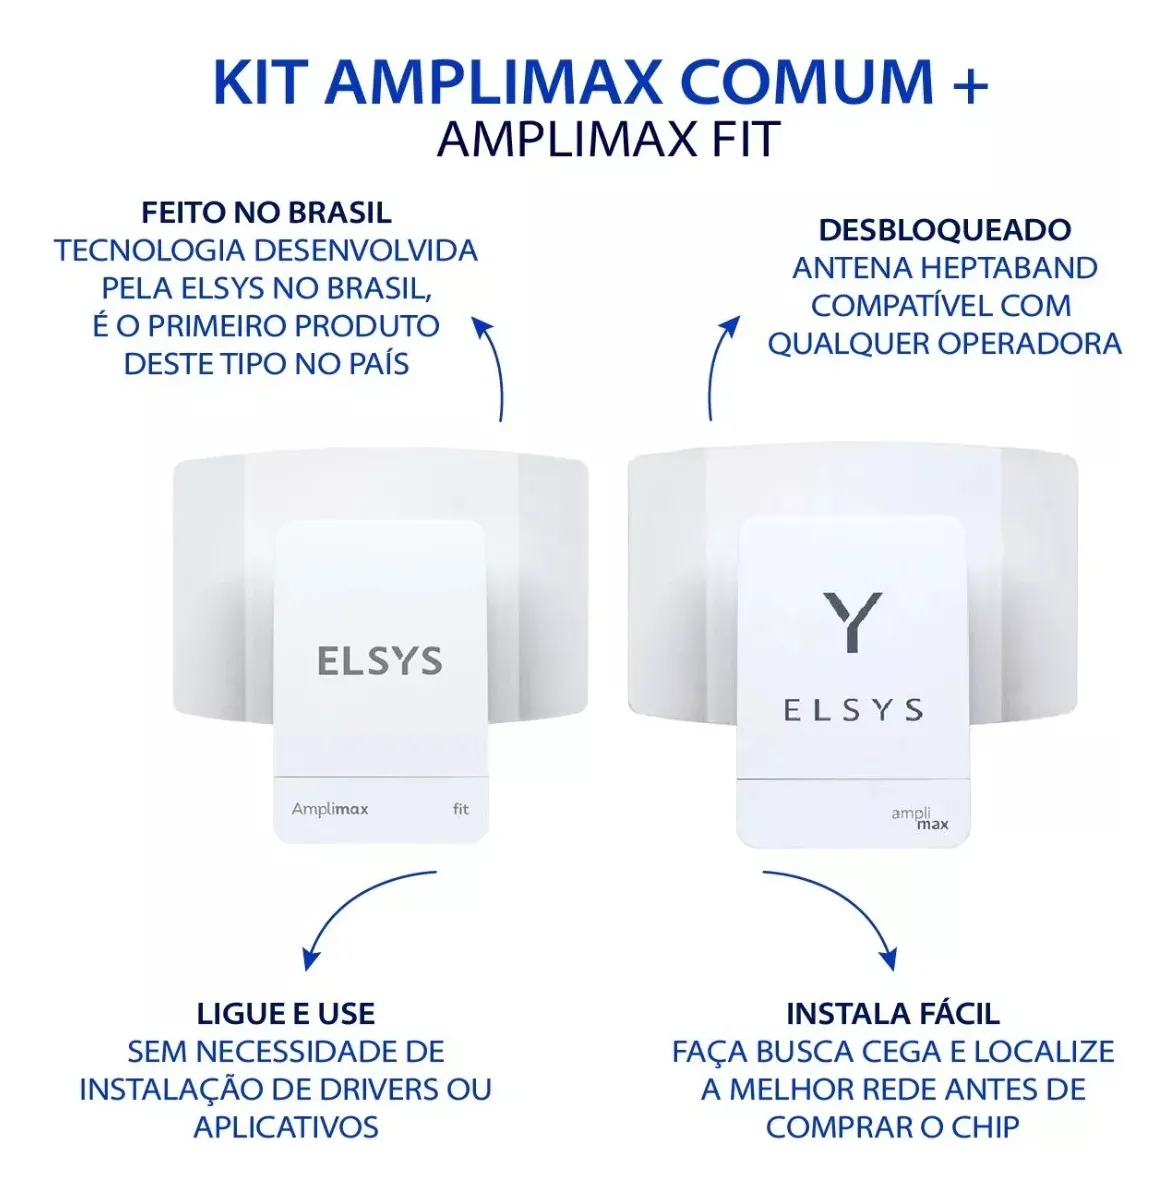 KIT AMPLIMAX COMUM +
AMPLIMAX FIT
FEITO NO BRASIL
TECNOLOGIA DESENVOLVIDA
PELA ELSYS NO BRASIL,
É O PRIMEIRO PRODUTO
DESTE TIPO NO PAÍS
DESBLOQUEADO
ANTENA HEPTABAND
COMPATÍVEL COM
QUALQUER OPERADORA
ELSYS
Amplimax fit
Y
ELSYS
ampli
max
LIGUE E USE
SEM NECESSIDADE DE
INSTALAÇÃO DE DRIVERS OU
APLICATIVOS
INSTALA FÁCIL
FAÇA BUSCA CEGA E LOCALIZE
A MELHOR REDE ANTES DE
COMPRAR O CHIP